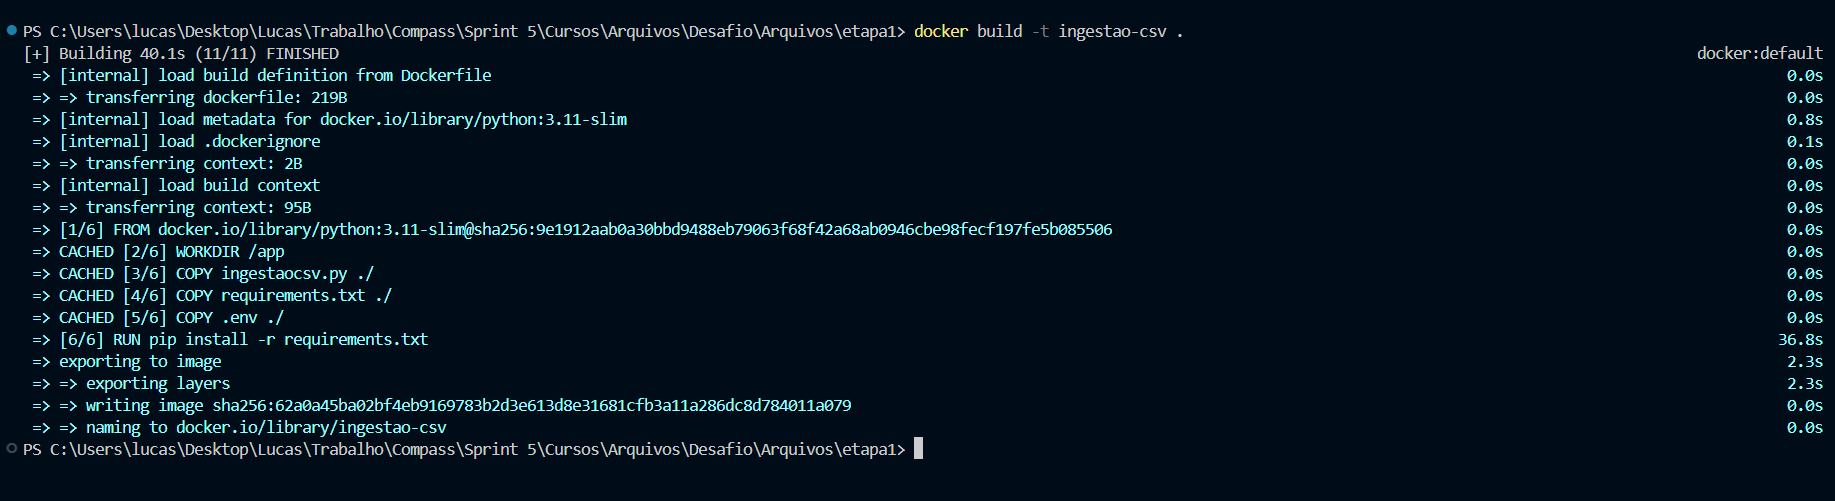 PS C:\Users\lucas\Desktop\Lucas\Trabalho\Compass\Sprint 5\Cursos\Arquivos\Desafio\Arquivos\etapa1> docker build -t ingestao-csv .
[+] Building 40.1s (11/11) FINISHED docker:default
=> [internal] load build definition from Dockerfile 0.0s
=> => transferring dockerfile: 219B 0.0s
=> [internal] load metadata for docker.io/library/python:3.11-slim 0.8s
=> [internal] load .dockerignore 0.1s
=> => transferring context: 2B 0.0s
=> [internal] load build context 0.0s
=> => transferring context: 95B 0.0s
=> [1/6] FROM docker.io/library/python:3.11-slim@sha256:9e1912aab0a30bbd9488eb79063f68f42a68ab0946cbe98fecf197fe5b085506 0.0s
=> CACHED [2/6] WORKDIR /app 0.0s
=> CACHED [3/6] COPY ingestaocsv.py ./ 0.0s
=> CACHED [4/6] COPY requirements.txt ./ 0.0s
=> CACHED [5/6] COPY .env ./ 0.0s
=> [6/6] RUN pip install -r requirements.txt 36.8s
=> exporting to image 2.3s
=> => exporting layers 2.3s
=> => writing image sha256:62a0a45ba02bf4eb9169783b2d3e613d8e31681cfb3a11a286dc8d784011a079 0.0s
=> => naming to docker.io/library/ingestao-csv 0.0s
PS C:\Users\lucas\Desktop\Lucas\Trabalho\Compass\Sprint 5\Cursos\Arquivos\Desafio\Arquivos\etapa1>